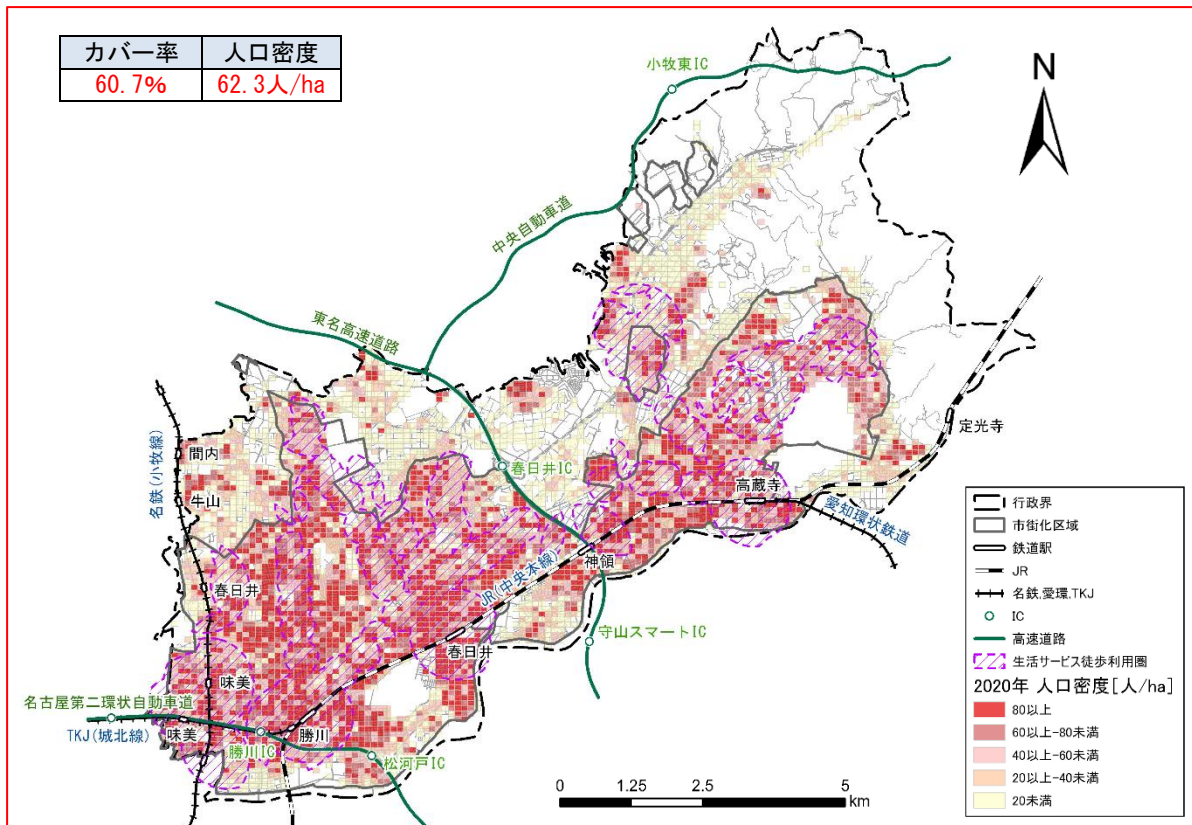 カバー率 人口密度
60.7% 62.3人/ha
小牧東IC
N
中央自動車道
東名高速道路
名鉄(小牧線)
間内
牛山
春日井IC
定光寺
高蔵寺
愛知環状鉄道
神領
JR(中央本線)
春日井
守山スマートIC
春日井
味美
名古屋第二環状自動車道
TKJ(城北線)
味美
勝川IC
勝川
松河戸IC
0 1.25 2.5 5
km
行政界
市街化区域
鉄道駅
JR
名鉄,愛環,TKJ
IC
高速道路
生活サービス徒歩利用圏
2020年 人口密度[人/ha]
80以上
60以上-80未満
40以上-60未満
20以上-40未満
20未満